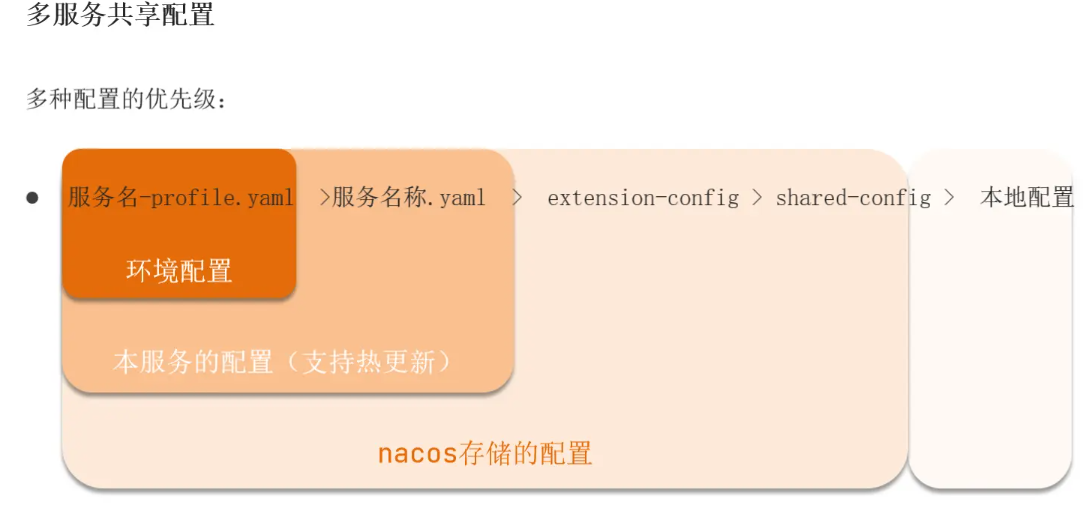 多服务共享配置
多种配置的优先级：
● 服务名-profile.yaml >服务名称.yaml > extension-config > shared-config > 本地配置
环境配置
本服务的配置（支持热更新）
nacos存储的配置